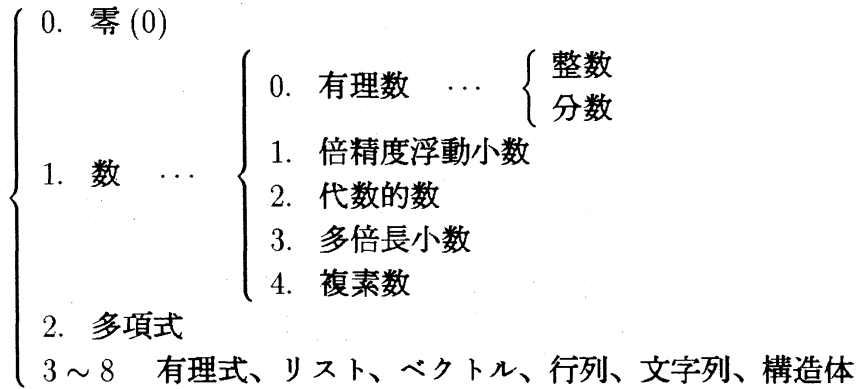 0. 零 (0)
1. 数 …
0. 有理数 …
整数
分数
1. 倍精度浮動小数
2. 代数的数
3. 多倍長小数
4. 複素数
2. 多項式
3 ~ 8 有理式、リスト、ベクトル、行列、文字列、構造体